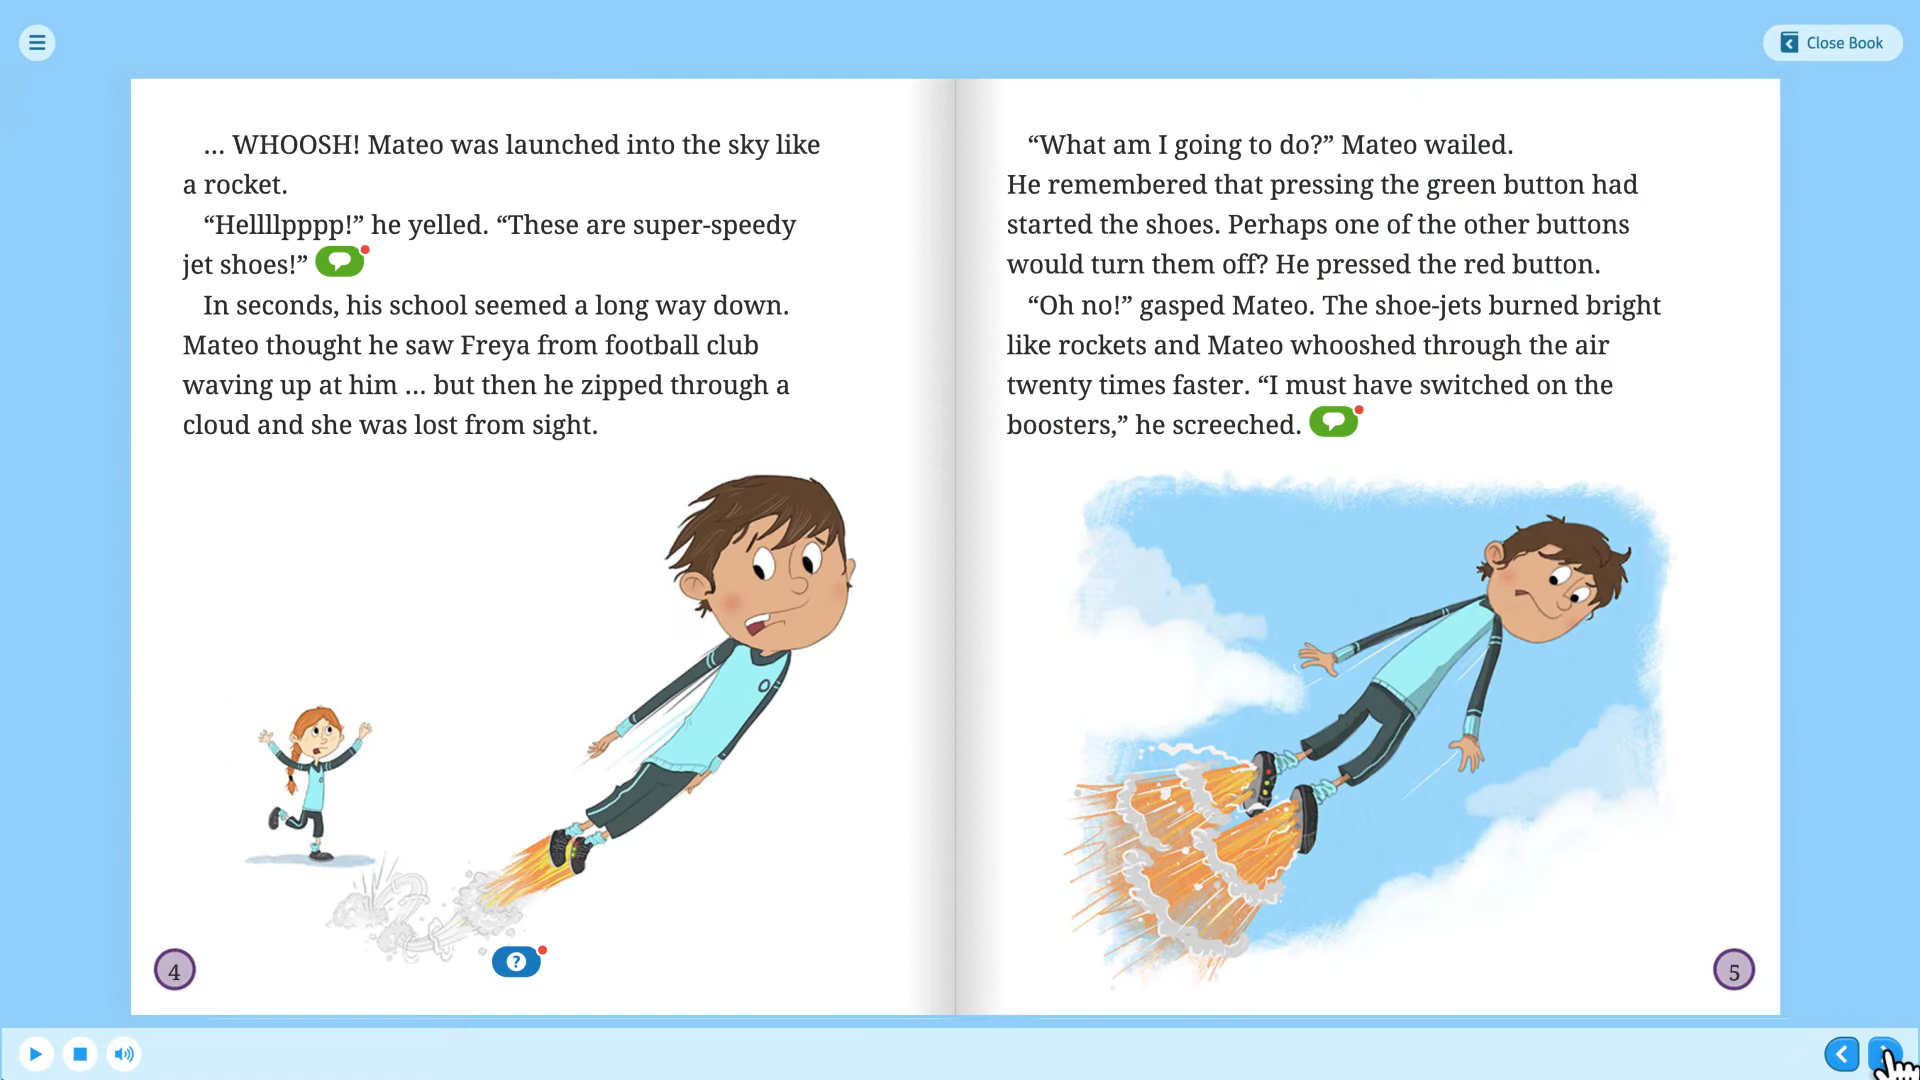 Close Book
… WHOOSH! Mateo was launched into the sky like
a rocket.
“Hellllpppp!” he yelled. “These are super-speedy
jet shoes!”
In seconds, his school seemed a long way down.
Mateo thought he saw Freya from football club
waving up at him … but then he zipped through a
cloud and she was lost from sight.
?
4
“What am I going to do?” Mateo wailed.
He remembered that pressing the green button had
started the shoes. Perhaps one of the other buttons
would turn them off? He pressed the red button.
“Oh no!” gasped Mateo. The shoe-jets burned bright
like rockets and Mateo whooshed through the air
twenty times faster. “I must have switched on the
boosters,” he screeched.
5